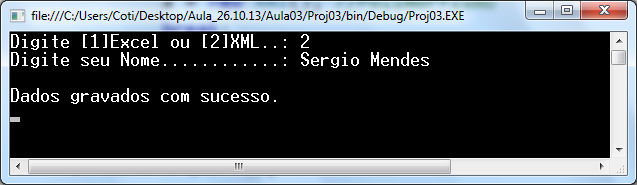 file:///C:/Users/Coti/Desktop/Aula_26.10.13/Aula03/Proj03/bin/Debug/Proj03.EXE
Digite [1]Excel ou [2]XML..: 2
Digite seu Nome............: Sergio Mendes
Dados gravados com sucesso.